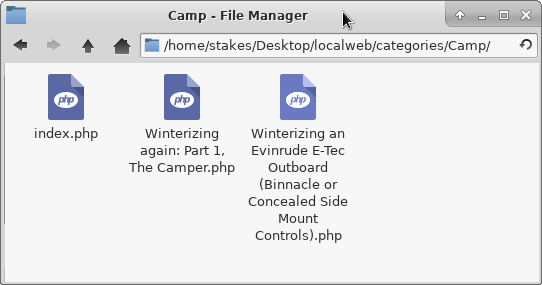 Camp - File Manager
/home/stakes/Desktop/localweb/categories/Camp/
php
php
php
index.php
Winterizing
again: Part 1,
The Camper.php
Winterizing an
Evinrude E-Tec
Outboard
(Binnacle or
Concealed Side
Mount
Controls).php